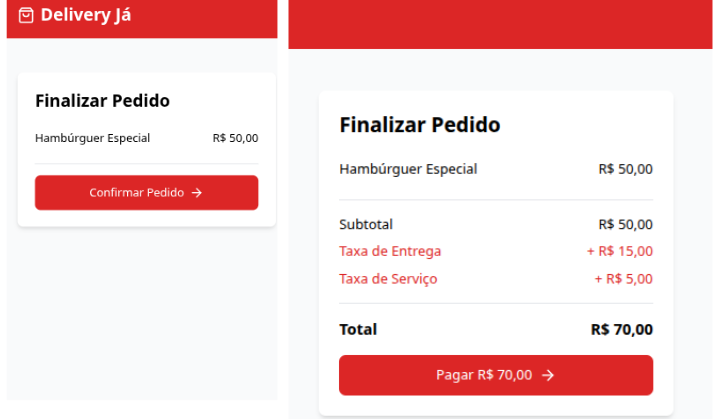 Delivery Já
Finalizar Pedido
Hambúrguer Especial R$ 50,00
Confirmar Pedido →
Finalizar Pedido
Hambúrguer Especial R$ 50,00
Subtotal R$ 50,00
Taxa de Entrega + R$ 15,00
Taxa de Serviço + R$ 5,00
Total R$ 70,00
Pagar R$ 70,00 →